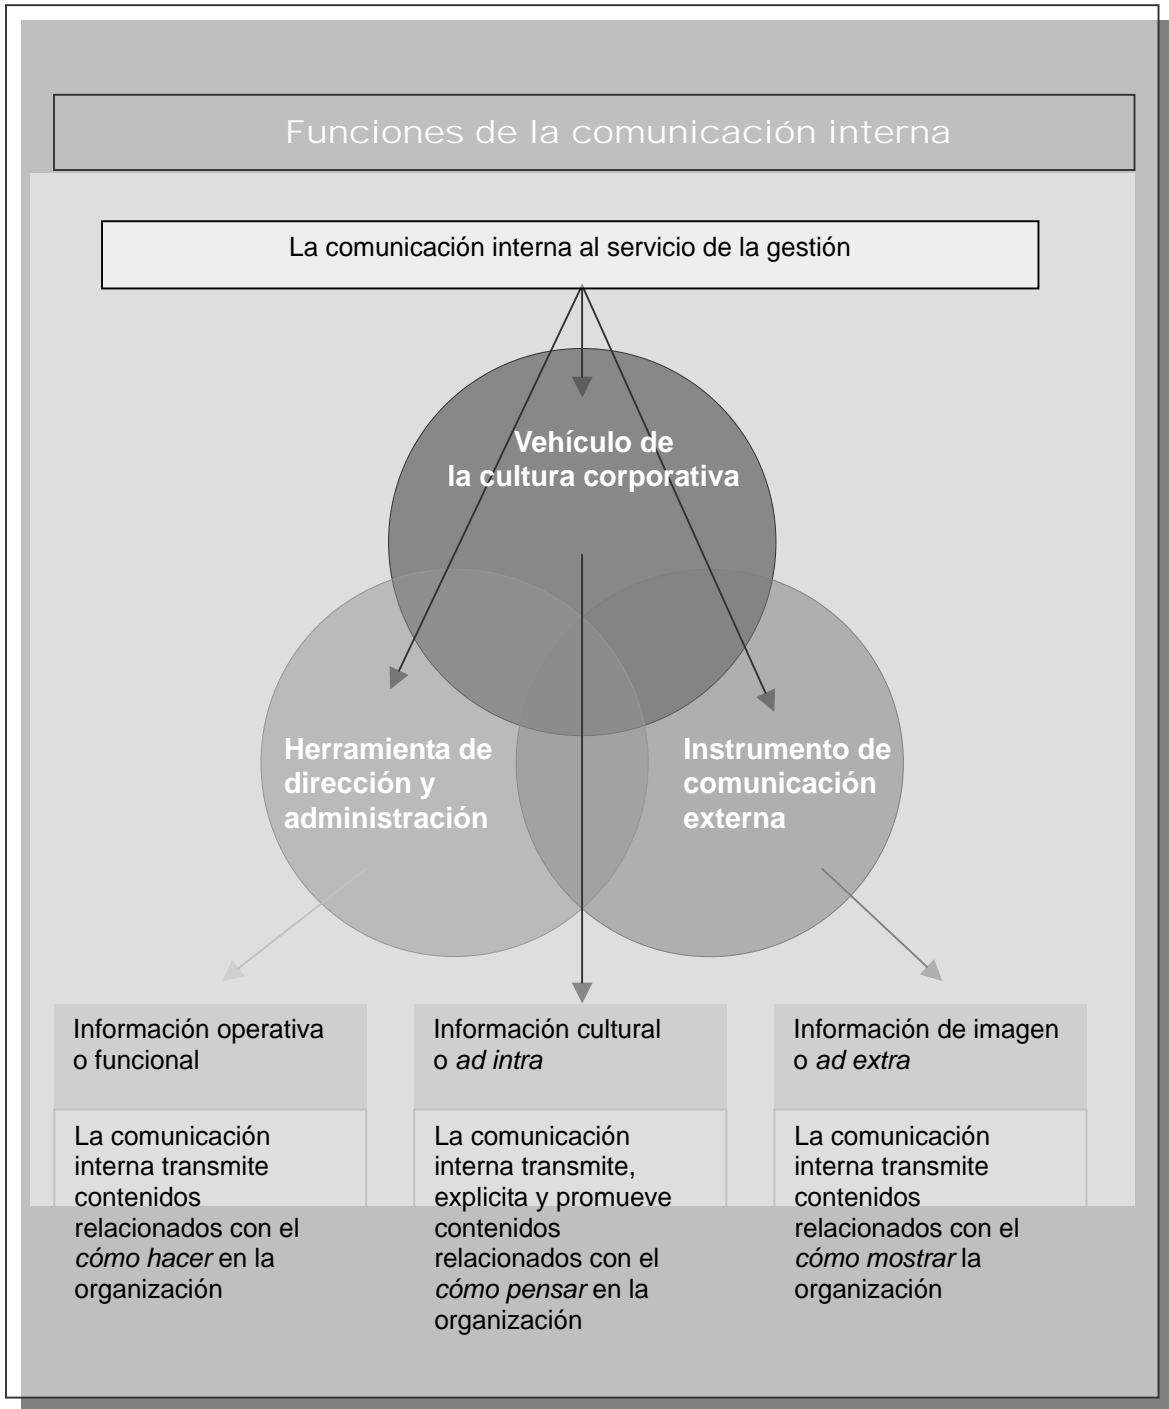 Funciones de la comunicación interna
La comunicación interna al servicio de la gestión
Vehículo de
la cultura corporativa
Herramienta de
dirección y
administración
Instrumento de
comunicación
externa
Información operativa
o funcional
La comunicación
interna transmite
contenidos
relacionados con el
cómo hacer en la
organización
Información cultural
o ad intra
La comunicación
interna transmite,
explicita y promueve
contenidos
relacionados con el
cómo pensar en la
organización
Información de imagen
o ad extra
La comunicación
interna transmite
contenidos
relacionados con el
cómo mostrar la
organización